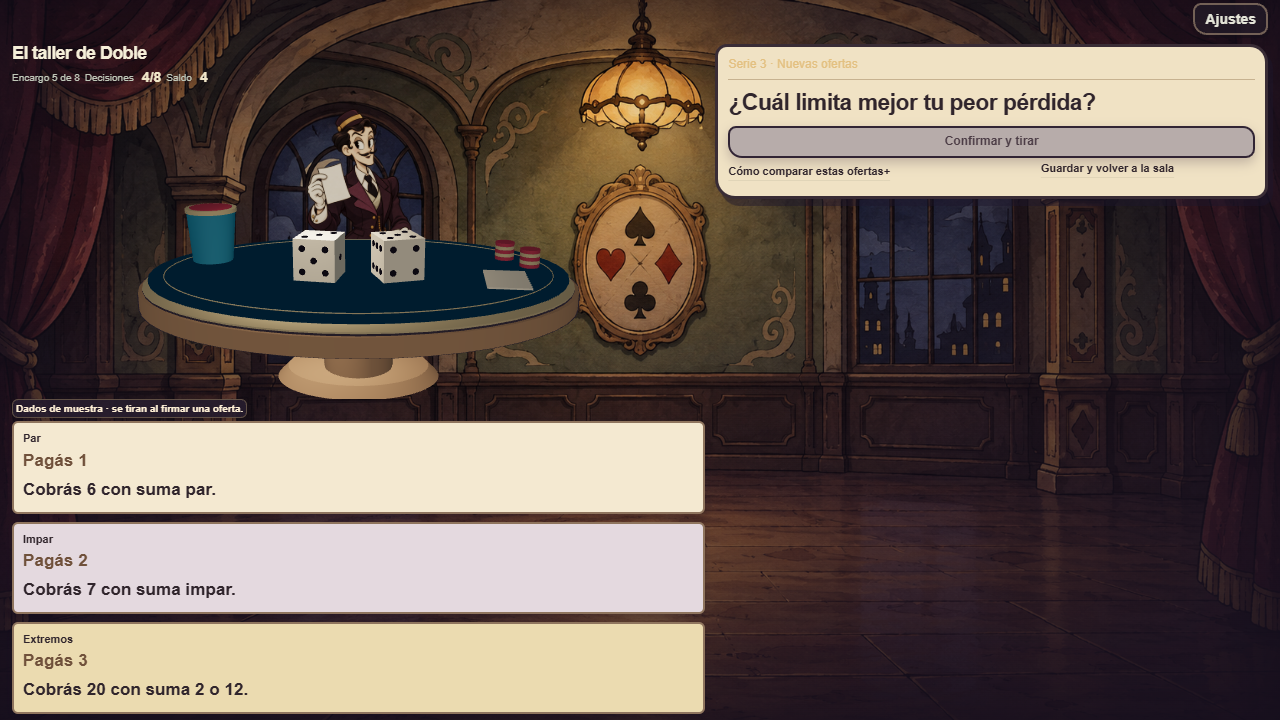 Ajustes
El taller de Doble
Encargo 5 de 8 Decisiones 4/8 Saldo 4
Serie 3 · Nuevas ofertas
¿Cuál limita mejor tu peor pérdida?
Confirmar y tirar
Cómo comparar estas ofertas+
Guardar y volver a la sala
Dados de muestra · se tiran al firmar una oferta.
Par
Pagás 1
Cobrás 6 con suma par.
Impar
Pagás 2
Cobrás 7 con suma impar.
Extremos
Pagás 3
Cobrás 20 con suma 2 o 12.